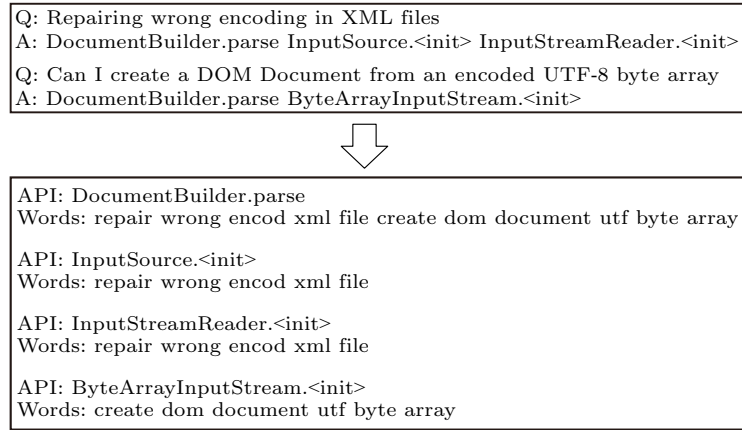 Q: Repairing wrong encoding in XML files
A: DocumentBuilder.parse InputSource.<init> InputStreamReader.<init>
Q: Can I create a DOM Document from an encoded UTF-8 byte array
A: DocumentBuilder.parse ByteArrayInputStream.<init>
API: DocumentBuilder.parse
Words: repair wrong encod xml file create dom document utf byte array
API: InputSource.<init>
Words: repair wrong encod xml file
API: InputStreamReader.<init>
Words: repair wrong encod xml file
API: ByteArrayInputStream.<init>
Words: create dom document utf byte array